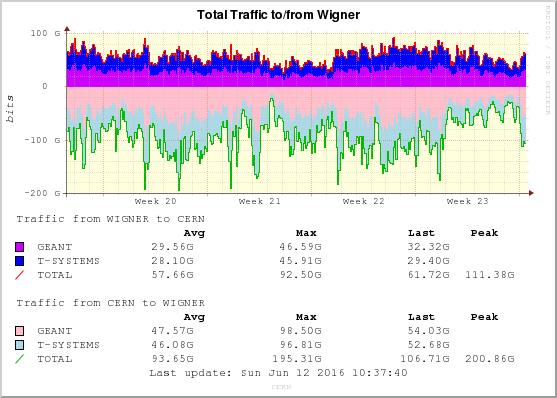 Total Traffic to/from Wigner
RRDTOOL / TOBI OETIKER
bits
100 G
0
-100 G
-200 G
Week 20 Week 21 Week 22 Week 23
Traffic from WIGNER to CERN
Avg Max Last Peak
GEANT 29.56G 46.59G 32.32G
T-SYSTEMS 28.10G 45.91G 29.40G
TOTAL 57.66G 92.50G 61.72G 111.38G
Traffic from CERN to WIGNER
Avg Max Last Peak
GEANT 47.57G 98.50G 54.03G
T-SYSTEMS 46.08G 96.81G 52.68G
TOTAL 93.65G 195.31G 106.71G 200.86G
Last update: Sun Jun 12 2016 10:37:40
CERN